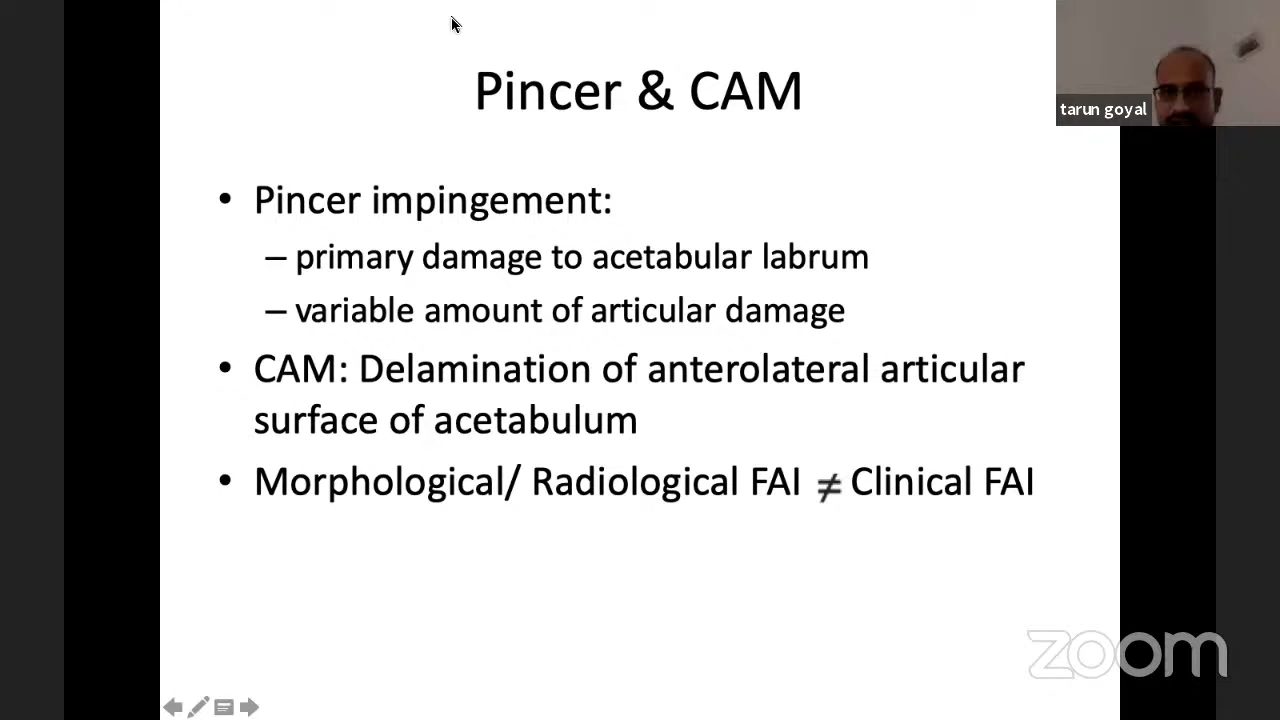 Pincer & CAM
tarun goyal
• Pincer impingement:
– primary damage to acetabular labrum
– variable amount of articular damage
• CAM: Delamination of anterolateral articular
surface of acetabulum
• Morphological/ Radiological FAI ≠ Clinical FAI
zoom